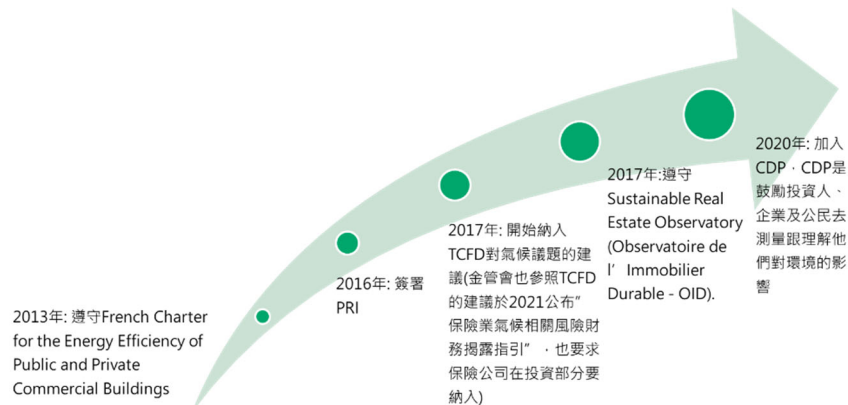 2013年: 遵守French Charter
for the Energy Efficiency of
Public and Private
Commercial Buildings
2016年: 簽署
PRI
2017年: 開始納入
TCFD對氣候議題的建
議(金管會也參照TCFD
的建議於2021公布”
保險業氣候相關風險財
務揭露指引”，也要求
保險公司在投資部分要
納入)
2017年:遵守
Sustainable Real
Estate Observatory
(Observatoire de
l’Immobilier
Durable - OID).
2020年: 加入
CDP，CDP是
鼓勵投資人、
企業及公民去
測量跟理解他
們對環境的影
響